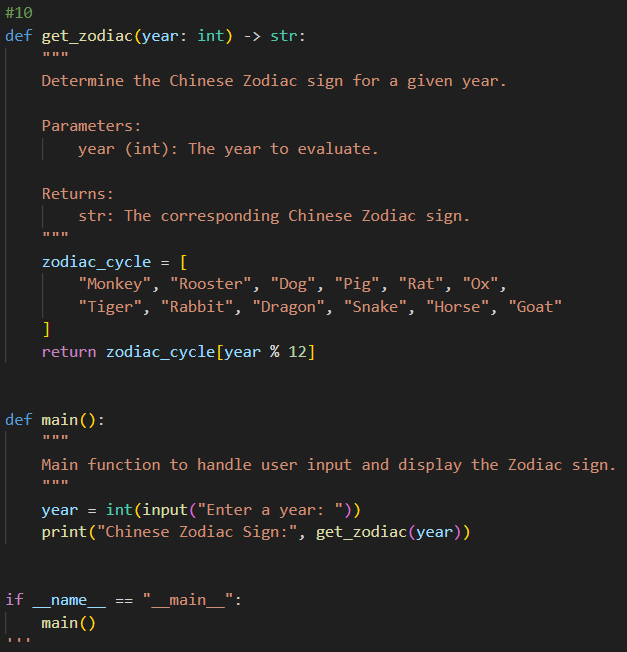 #10
def get_zodiac(year: int) -> str:
    """
    Determine the Chinese Zodiac sign for a given year.

    Parameters:
        year (int): The year to evaluate.

    Returns:
        str: The corresponding Chinese Zodiac sign.
    """
    zodiac_cycle = [
        "Monkey", "Rooster", "Dog", "Pig", "Rat", "Ox",
        "Tiger", "Rabbit", "Dragon", "Snake", "Horse", "Goat"
    ]
    return zodiac_cycle[year % 12]


def main():
    """
    Main function to handle user input and display the Zodiac sign.
    """
    year = int(input("Enter a year: "))
    print("Chinese Zodiac Sign:", get_zodiac(year))


if __name__ == "__main__":
    main()
'''